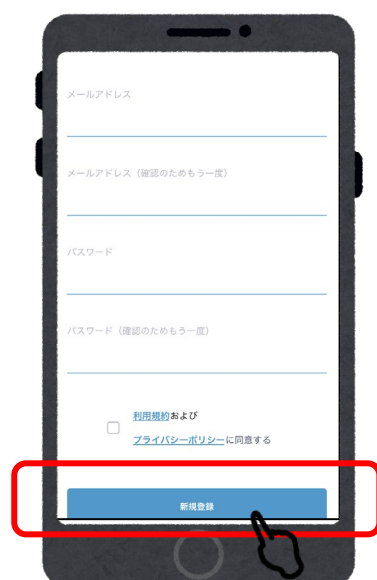 メールアドレス
メールアドレス（確認のためもう一度）
パスワード
パスワード（確認のためもう一度）
利用規約および
プライバシーポリシーに同意する
新規登録